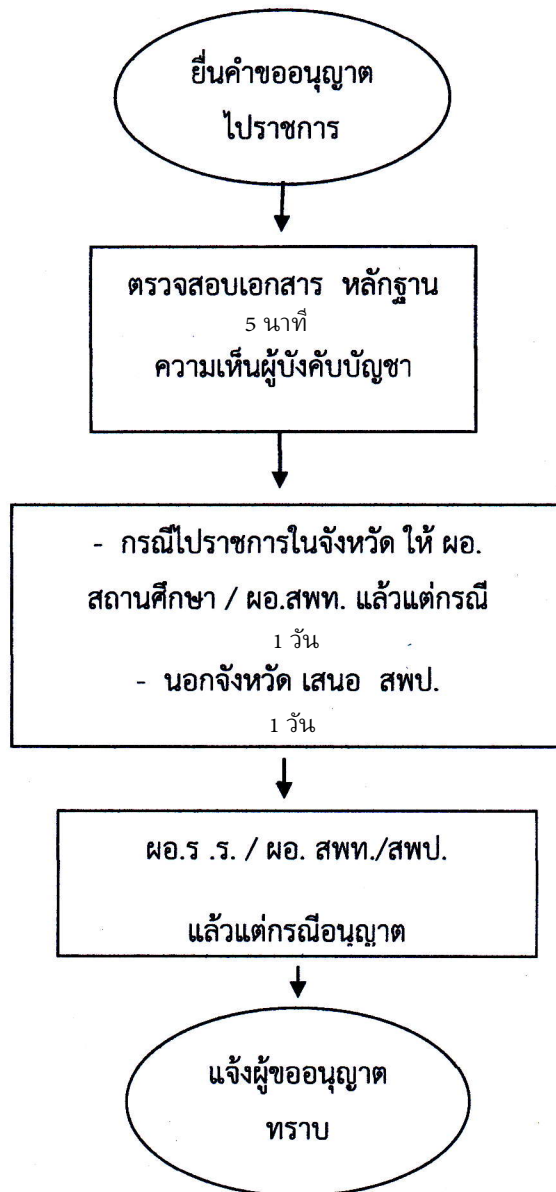 ยื่นคำขออนุญาต
ไปราชการ
ตรวจสอบเอกสาร หลักฐาน
5 นาที
ความเห็นผู้บังคับบัญชา
- กรณีไปราชการในจังหวัด ให้ ผอ.
สถานศึกษา / ผอ.สพท. แล้วแต่กรณี
1 วัน
- นอกจังหวัด เสนอ สพป.
1 วัน
ผอ.ร .ร. / ผอ. สพท./สพป.
แล้วแต่กรณีอนุญาต
แจ้งผู้ขออนุญาต
ทราบ